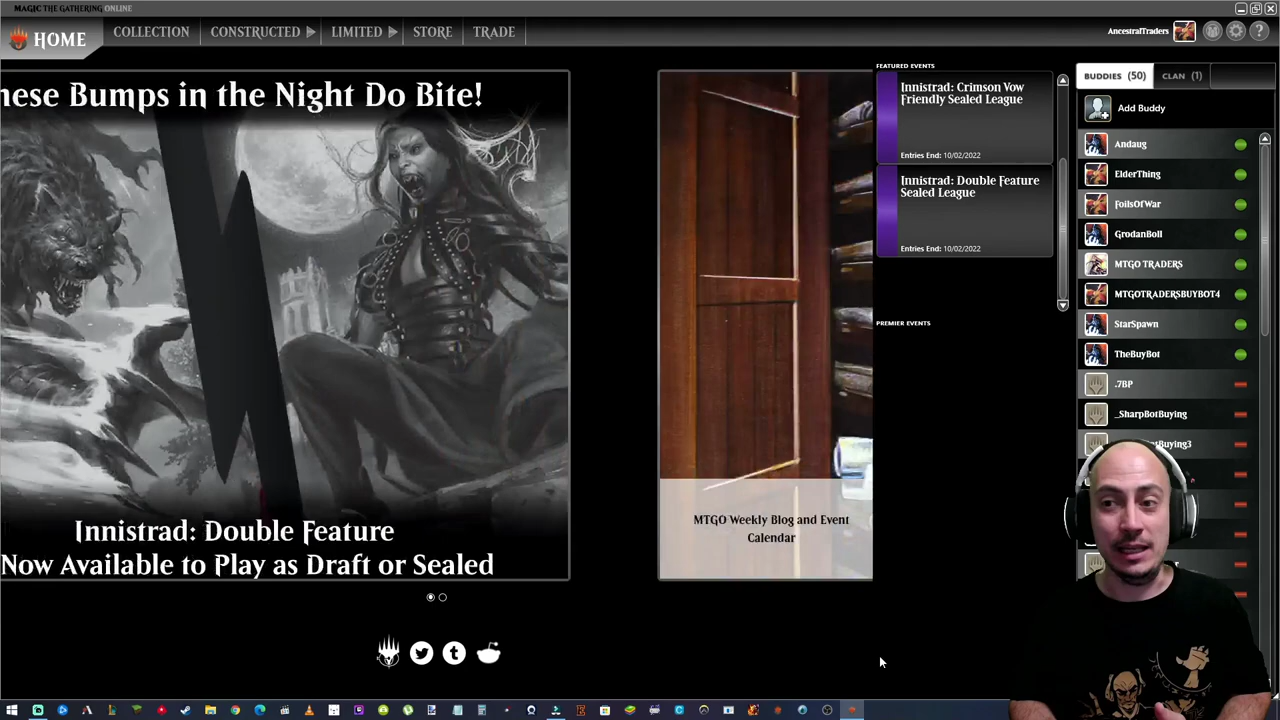 MAGIC THE GATHERING ONLINE
HOME
COLLECTION
CONSTRUCTED
LIMITED
STORE
TRADE
AncestralTraders
hese Bumps in the Night Do Bite!
Innistrad: Double Feature
Now Available to Play as Draft or Sealed
MTGO Weekly Blog and Event
Calendar
FEATURED EVENTS
Innistrad: Crimson Vow
Friendly Sealed League
Entries End: 10/02/2022
Innistrad: Double Feature
Sealed League
Entries End: 10/02/2022
PREMIER EVENTS
BUDDIES (50)
CLAN (1)
Add Buddy
Andaug
ElderThing
FoilsOfWar
GrodanBoll
MTGO TRADERS
MTGOTRADERSBUYBOT4
StarSpawn
TheBuyBot
.7BP
_SharpBotBuying
tBuying3